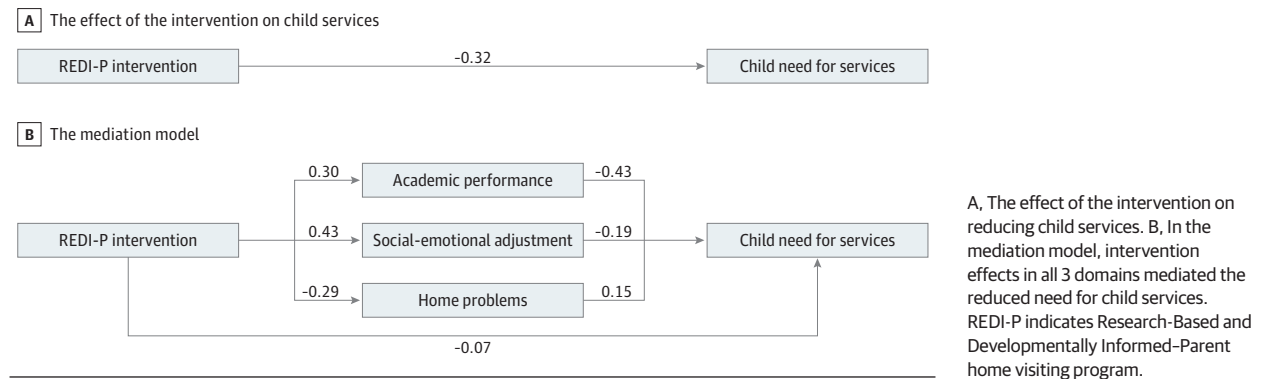 A The effect of the intervention on child services
REDI-P intervention
-0.32
Child need for services
B The mediation model
0.30
Academic performance
-0.43
REDI-P intervention
0.43
Social-emotional adjustment
-0.19
Child need for services
-0.29
Home problems
0.15
-0.07
A, The effect of the intervention on
reducing child services. B, In the
mediation model, intervention
effects in all 3 domains mediated the
reduced need for child services.
REDI-P indicates Research-Based and
Developmentally Informed–Parent
home visiting program.